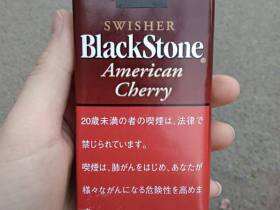 SWISHER
BlackStone®
American
Cherry
20歳未満の者の喫煙は、法律で
禁じられています。
喫煙は、肺がんをはじめ、あなたが
様々ながんになる危険性を高めま